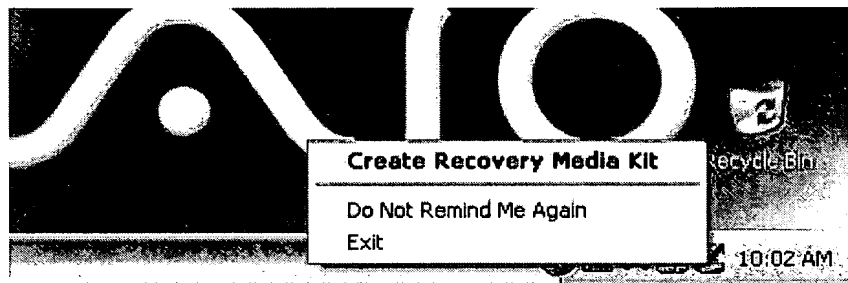 Create Recovery Media Kit
Recycle Bin
Do Not Remind Me Again
Exit
10:02 AM